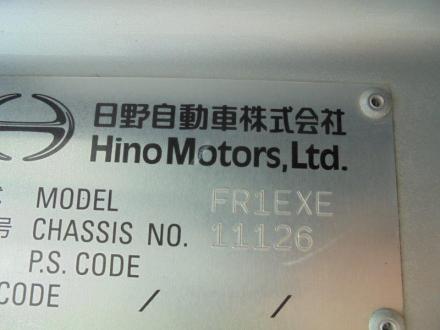 日野自動車株式会社
Hino Motors, Ltd.
MODEL FR1EXE
号 CHASSIS NO. 11126
P.S. CODE
CODE / /